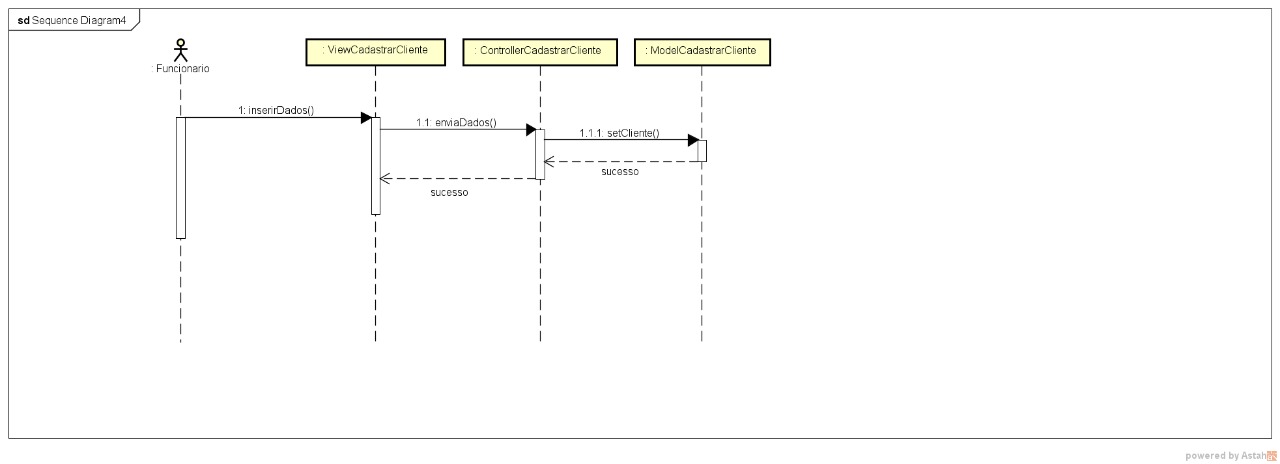 sd Sequence Diagram4
: Funcionario
: ViewCadastrarCliente
: ControllerCadastrarCliente
: ModelCadastrarCliente
1: inserirDados()
1.1: enviaDados()
1.1.1: setCliente()
sucesso
sucesso
powered by Astah